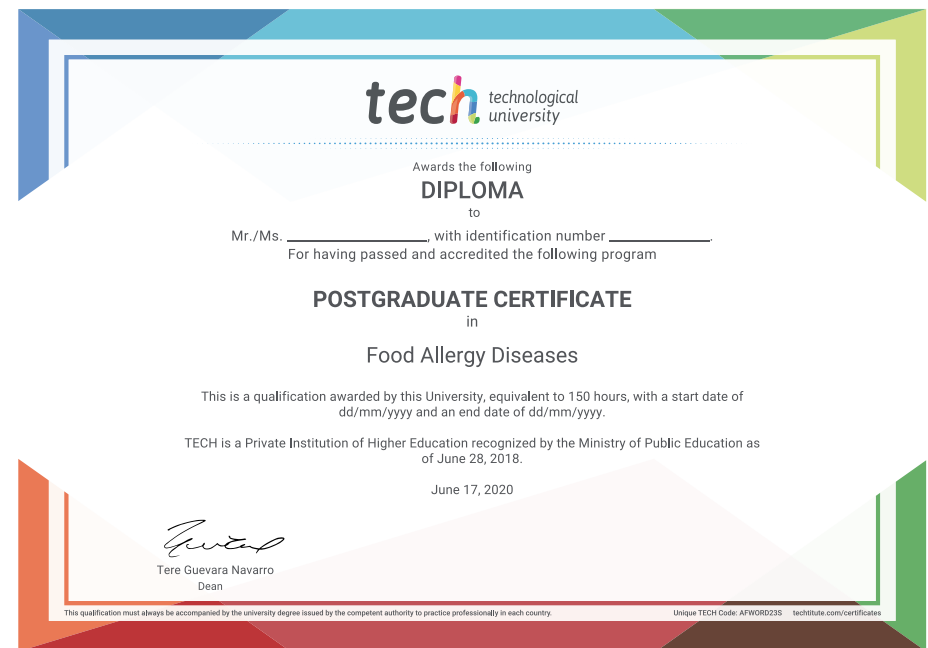 tech technological
university
Awards the following
DIPLOMA
to
Mr./Ms. ____________________, with identification number ______________.
For having passed and accredited the following program
POSTGRADUATE CERTIFICATE
in
Food Allergy Diseases
This is a qualification awarded by this University, equivalent to 150 hours, with a start date of
dd/mm/yyyy and an end date of dd/mm/yyyy.
TECH is a Private Institution of Higher Education recognized by the Ministry of Public Education as
of June 28, 2018.
June 17, 2020
Tere Guevara Navarro
Dean
This qualification must always be accompanied by the university degree issued by the competent authority to practice professionally in each country. Unique TECH Code: AFWORD23S techtitute.com/certificates